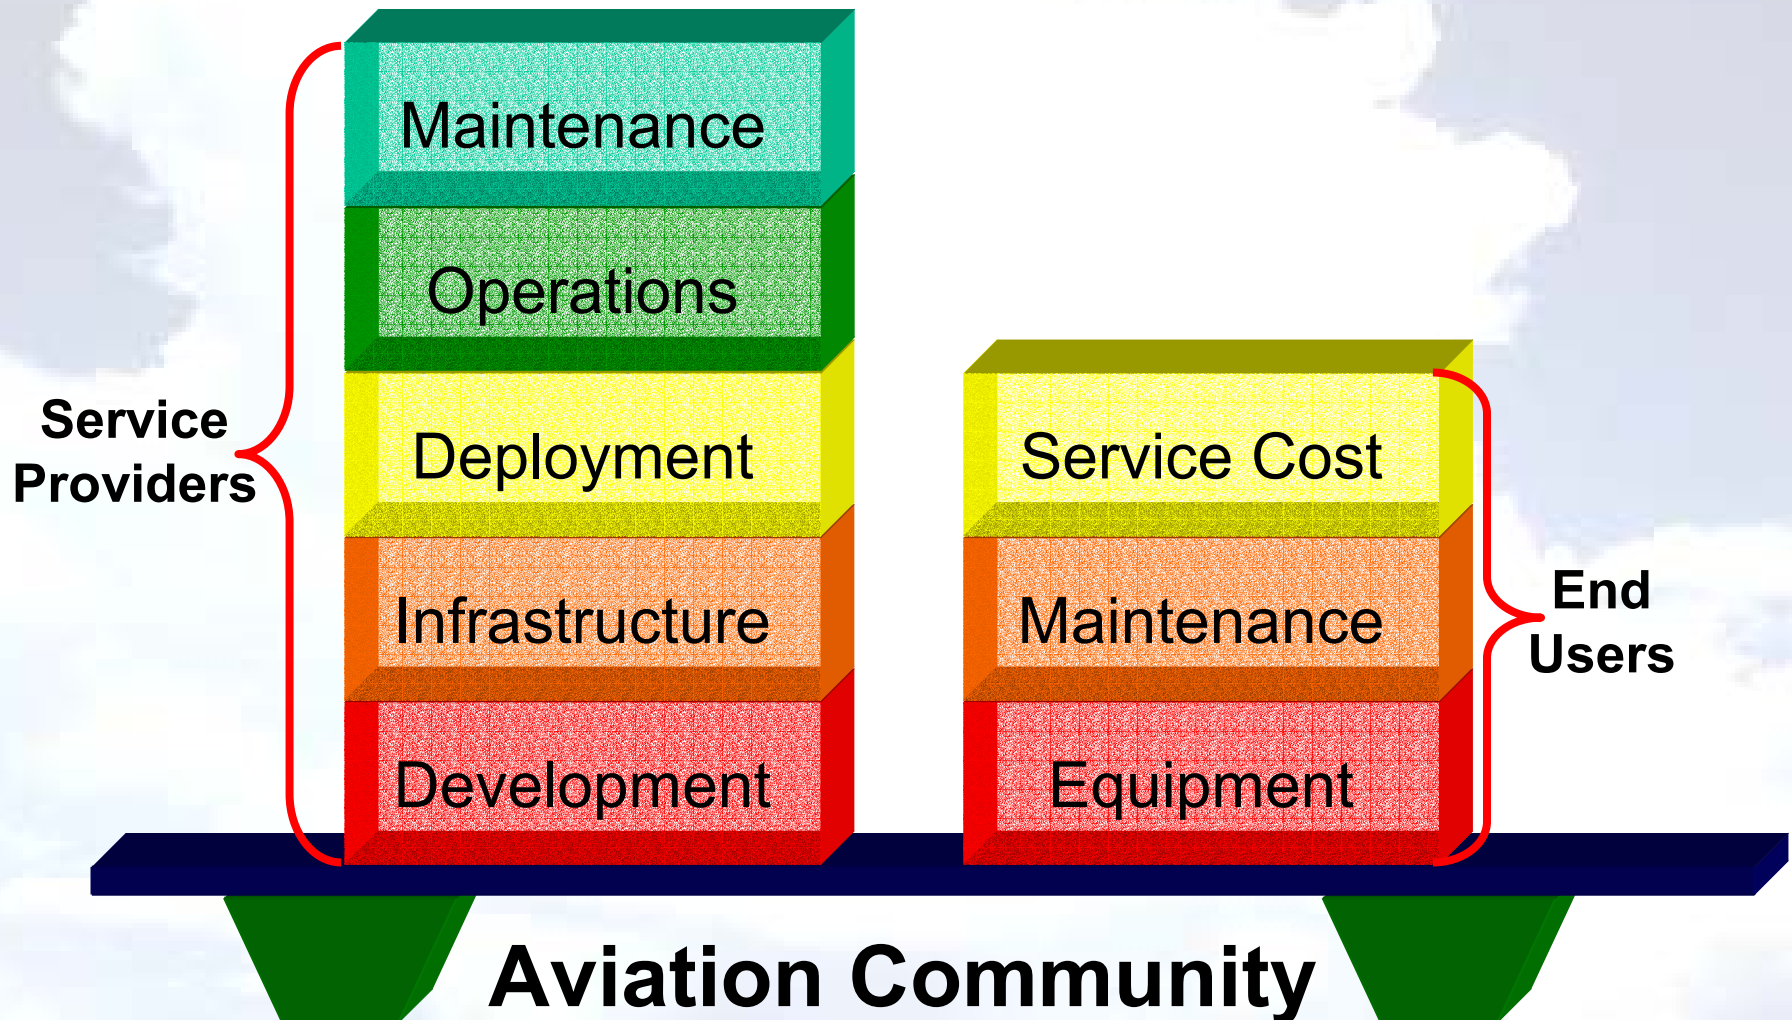 Service
Providers
Maintenance
Operations
Deployment
Infrastructure
Development
Service Cost
Maintenance
Equipment
End
Users
Aviation Community